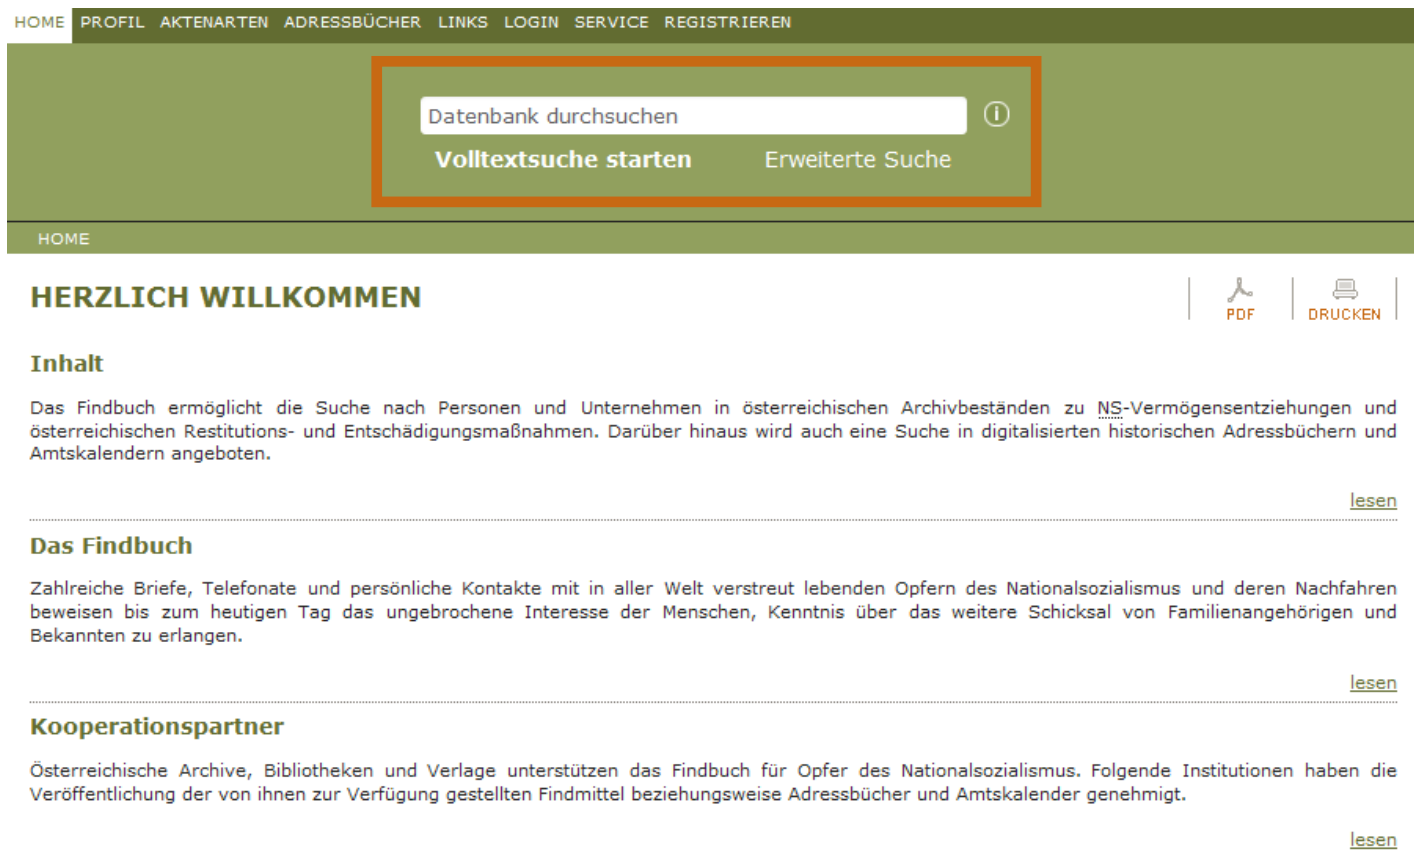 HOME PROFIL AKTENARTEN ADRESSBÜCHER LINKS LOGIN SERVICE REGISTRIEREN
Datenbank durchsuchen
Volltextsuche starten Erweiterte Suche
HOME
HERZLICH WILLKOMMEN
PDF DRUCKEN
Inhalt
Das Findbuch ermöglicht die Suche nach Personen und Unternehmen in österreichischen Archivbeständen zu NS-Vermögensentziehungen und
österreichischen Restitutions- und Entschädigungsmaßnahmen. Darüber hinaus wird auch eine Suche in digitalisierten historischen Adressbüchern und
Amtskalendern angeboten.
lesen
Das Findbuch
Zahlreiche Briefe, Telefonate und persönliche Kontakte mit in aller Welt verstreut lebenden Opfern des Nationalsozialismus und deren Nachfahren
beweisen bis zum heutigen Tag das ungebrochene Interesse der Menschen, Kenntnis über das weitere Schicksal von Familienangehörigen und
Bekannten zu erlangen.
lesen
Kooperationspartner
Österreichische Archive, Bibliotheken und Verlage unterstützen das Findbuch für Opfer des Nationalsozialismus. Folgende Institutionen haben die
Veröffentlichung der von ihnen zur Verfügung gestellten Findmittel beziehungsweise Adressbücher und Amtskalender genehmigt.
lesen